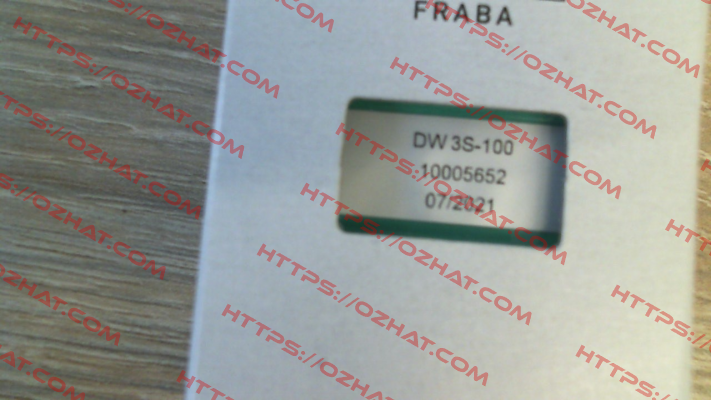 FRABA
DW 3S-100
10005652
07/2021
HTTPS://OZHAT.COM